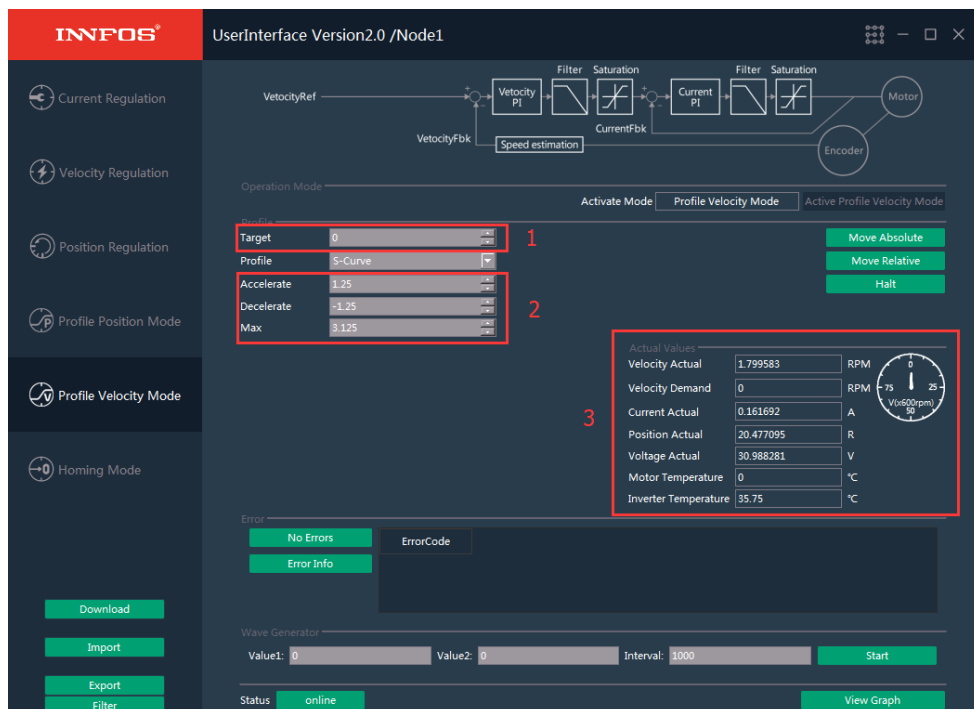 INNFOS®
UserInterface Version2.0 /Node1
Current Regulation
Velocity Regulation
Position Regulation
Profile Position Mode
Profile Velocity Mode
Homing Mode
Download
Import
Export
Filter
Filter Saturation Filter Saturation
VetocityRef
+
-
Vetocity
PI
+
-
Current
PI
Motor
CurrentFbk
VetocityFbk
Speed estimation
Encoder
Operation Mode
Activate Mode Profile Velocity Mode Active Profile Velocity Mode
Profile
Target 0
1
Profile S-Curve
Accelerate 1.25
Decelerate -1.25
Max 3.125
2
Move Absolute
Move Relative
Halt
3
Actual Values
Velocity Actual 1.799583 RPM
Velocity Demand 0 RPM
Current Actual 0.161692 A
Position Actual 20.477095 R
Voltage Actual 30.988281 V
Motor Temperature 0 °C
Inverter Temperature 35.75 °C
0
75 25
V(x600rpm)
50
Error
No Errors
Error Info
ErrorCode
Wave Generator
Value1: 0 Value2: 0 Interval: 1000 Start
Status online View Graph